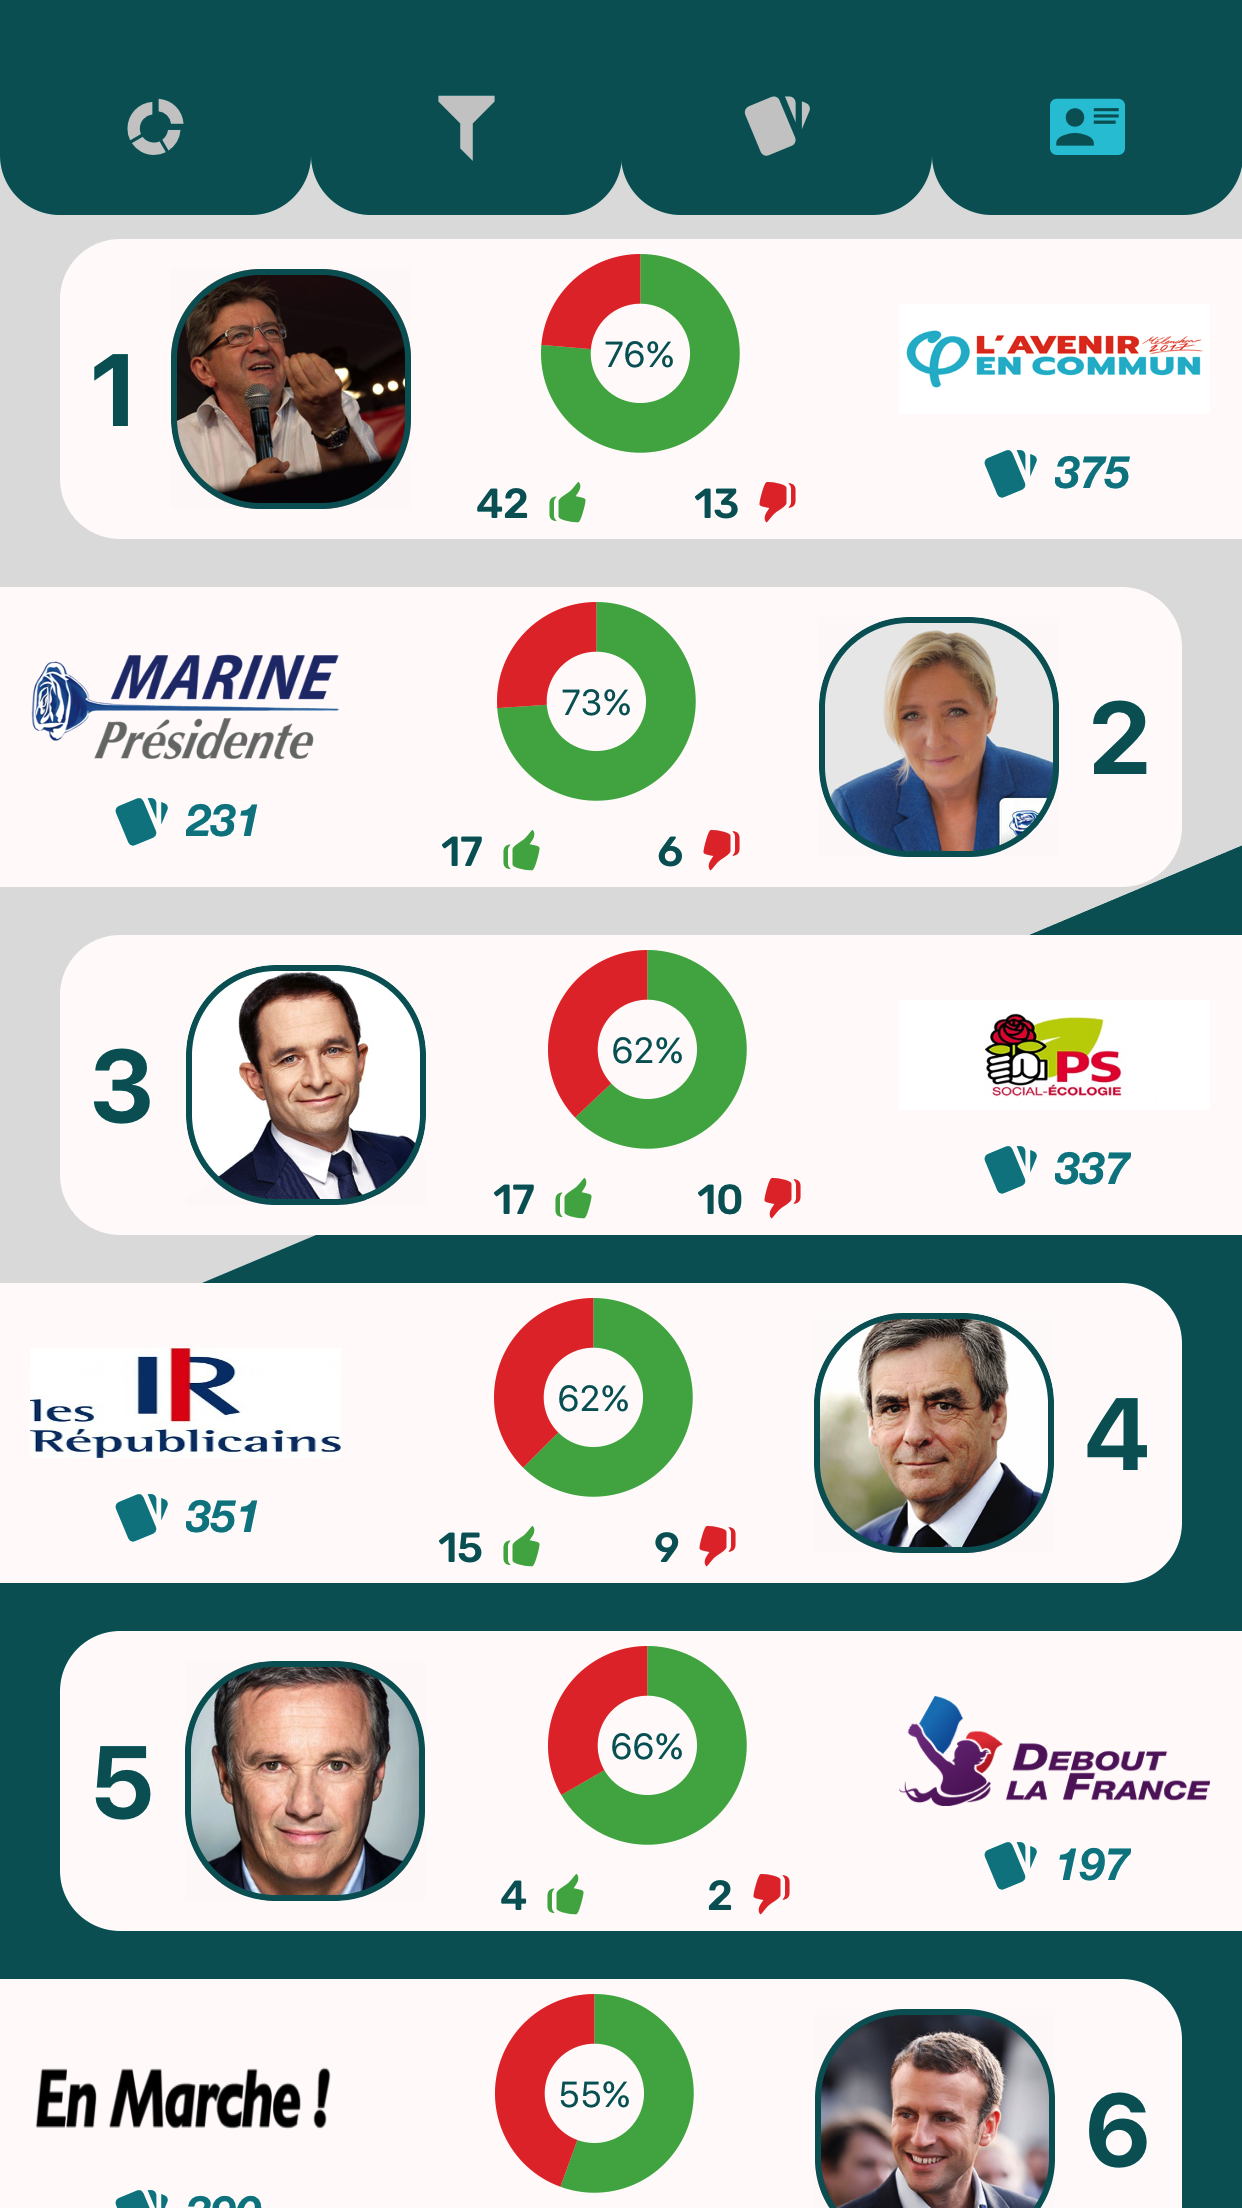 1
76%
42
13
L'AVENIR Mélenchon
2017
EN COMMUN
375
MARINE
Présidente
231
73%
17
6
2
3
62%
17
10
PS
SOCIAL-ÉCOLOGIE
337
lR
les
Républicains
351
62%
15
9
4
5
66%
4
2
DEBOUT
LA FRANCE
197
En Marche !
55%
6